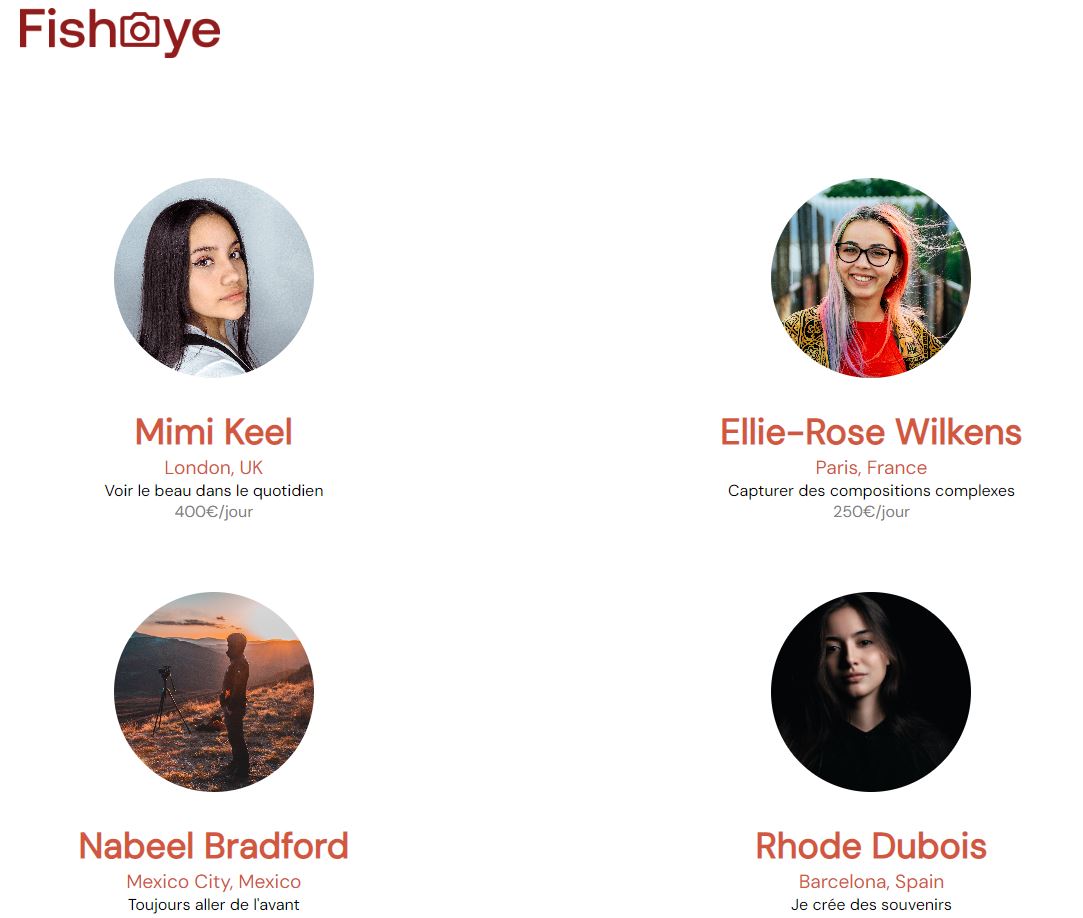 Fisheye
Mimi Keel
London, UK
Voir le beau dans le quotidien
400€/jour
Ellie-Rose Wilkens
Paris, France
Capturer des compositions complexes
250€/jour
Nabeel Bradford
Mexico City, Mexico
Toujours aller de l'avant
Rhode Dubois
Barcelona, Spain
Je crée des souvenirs